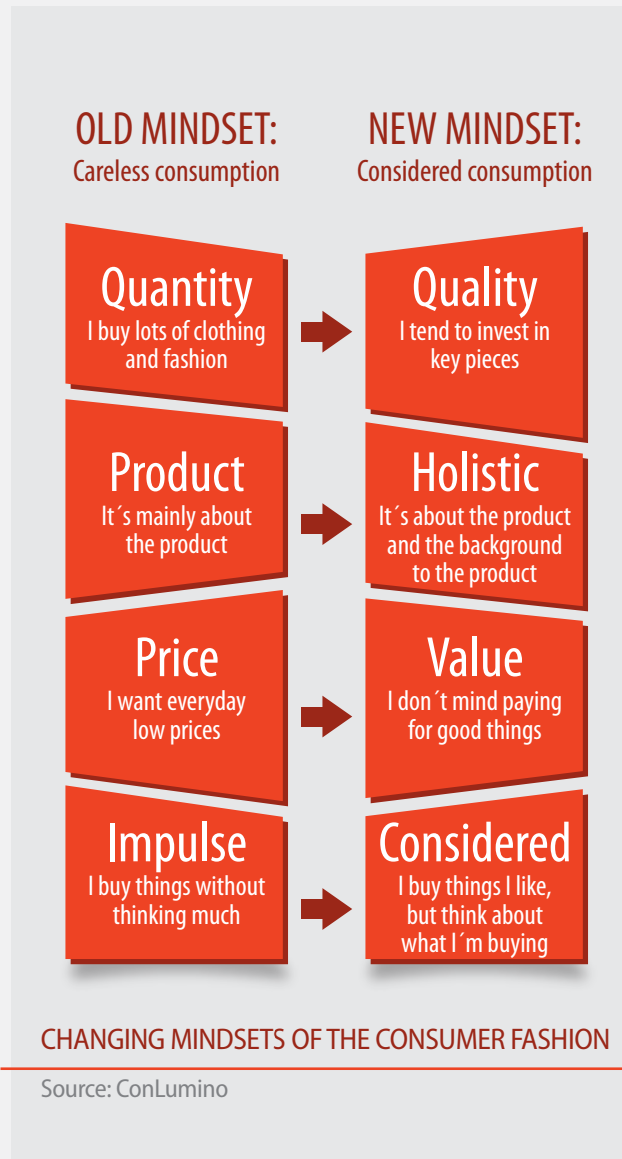 OLD MINDSET:
Careless consumption
NEW MINDSET:
Considered consumption
Quantity
I buy lots of clothing
and fashion
Quality
I tend to invest in
key pieces
Product
It´s mainly about
the product
Holistic
It´s about the product
and the background
to the product
Price
I want everyday
low prices
Value
I don´t mind paying
for good things
Impulse
I buy things without
thinking much
Considered
I buy things I like,
but think about
what I´m buying
CHANGING MINDSETS OF THE CONSUMER FASHION
Source: ConLumino